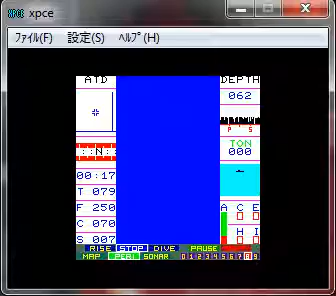 xpce
ﾌｧｲﾙ(F) 設定(S) ﾍﾙﾌﾟ(H)
ATD
DEPTH
062
P S
TON
000
:N:
00:17
T 079
F 250
C 070
S 007
A C E
H I
RISE STOP DIVE PAUSE
MAP PERI SONAR 0 1 2 3 4 5 6 7 8 9